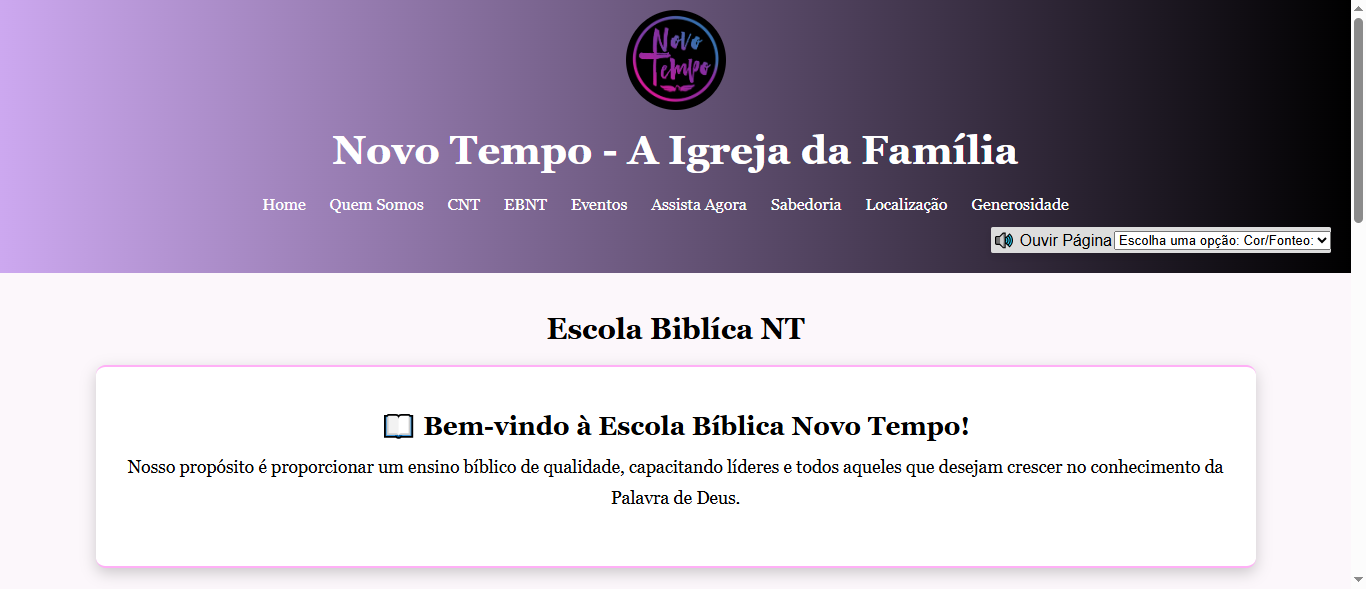 Novo
Tempo
Novo Tempo - A Igreja da Família
Home Quem Somos CNT EBNT Eventos Assista Agora Sabedoria Localização Generosidade
🔊 Ouvir Página Escolha uma opção: Cor/Fonteo:
Escola Biblíca NT
📖 Bem-vindo à Escola Bíblica Novo Tempo!
Nosso propósito é proporcionar um ensino bíblico de qualidade, capacitando líderes e todos aqueles que desejam crescer no conhecimento da
Palavra de Deus.